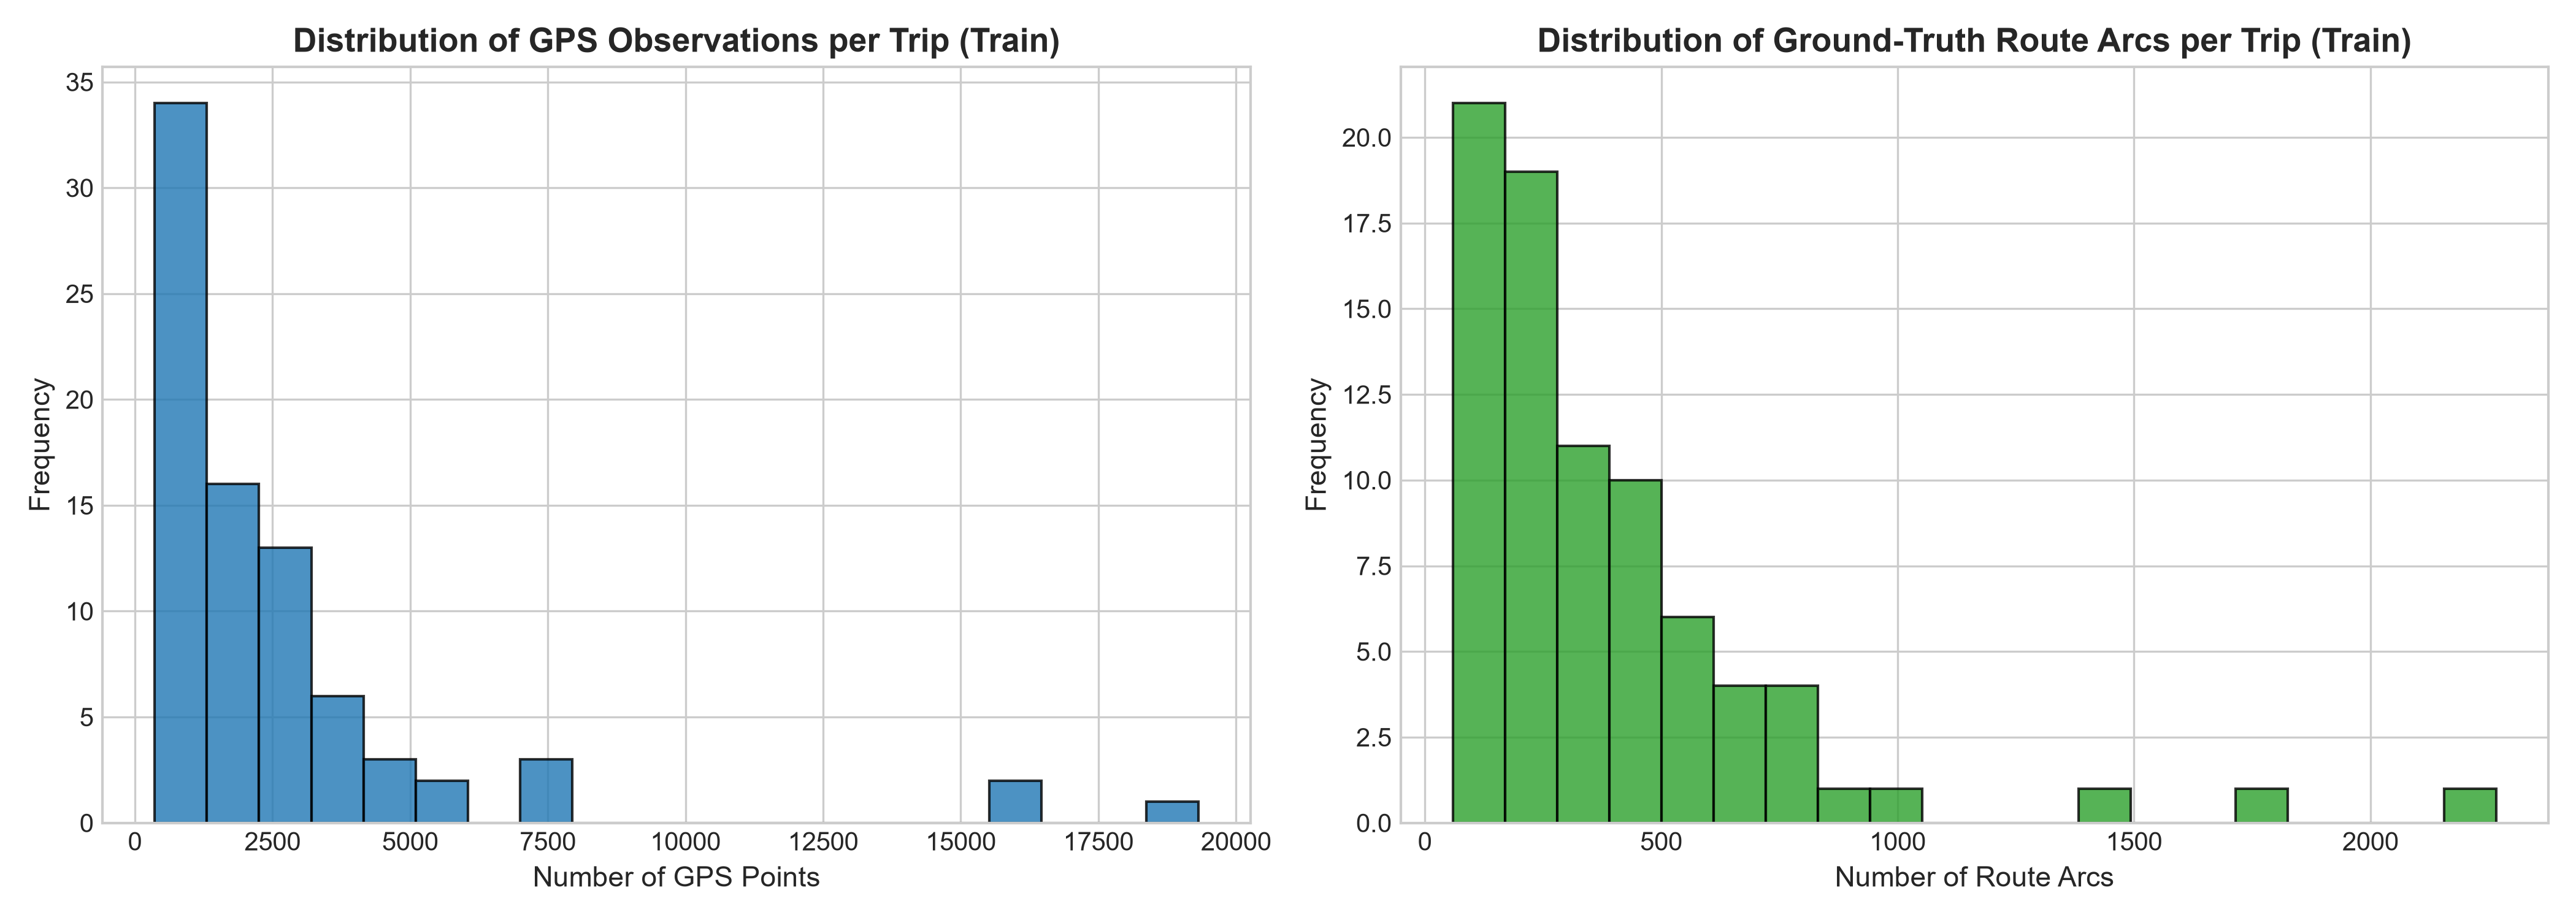 Distribution of GPS Observations per Trip (Train)
35
30
25
20
15
10
5
0
Frequency
0 2500 5000 7500 10000 12500 15000 17500 20000
Number of GPS Points
Distribution of Ground-Truth Route Arcs per Trip (Train)
20.0
17.5
15.0
12.5
10.0
7.5
5.0
2.5
0.0
Frequency
0 500 1000 1500 2000
Number of Route Arcs